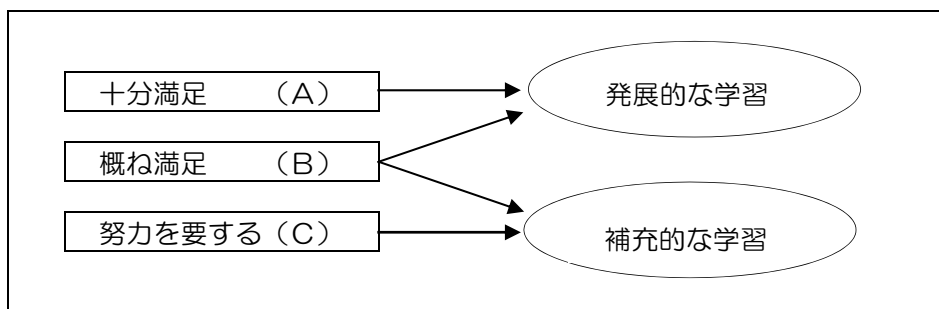 十分満足　　（A）
発展的な学習
概ね満足　　（B）
努力を要する（C）
補充的な学習